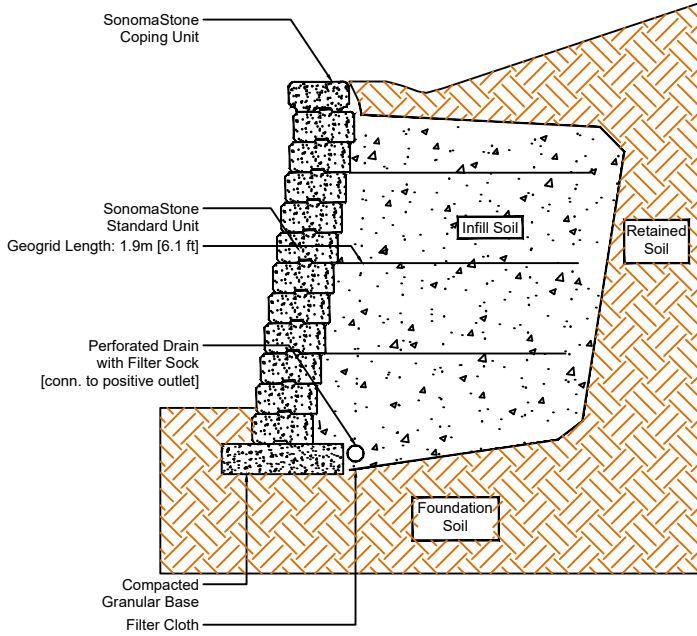 SonomaStone
Coping Unit
SonomaStone
Standard Unit
Geogrid Length: 1.9m [6.1 ft]
Infill Soil
Retained
Soil
Perforated Drain
with Filter Sock
[conn. to positive outlet]
Foundation
Soil
Compacted
Granular Base
Filter Cloth